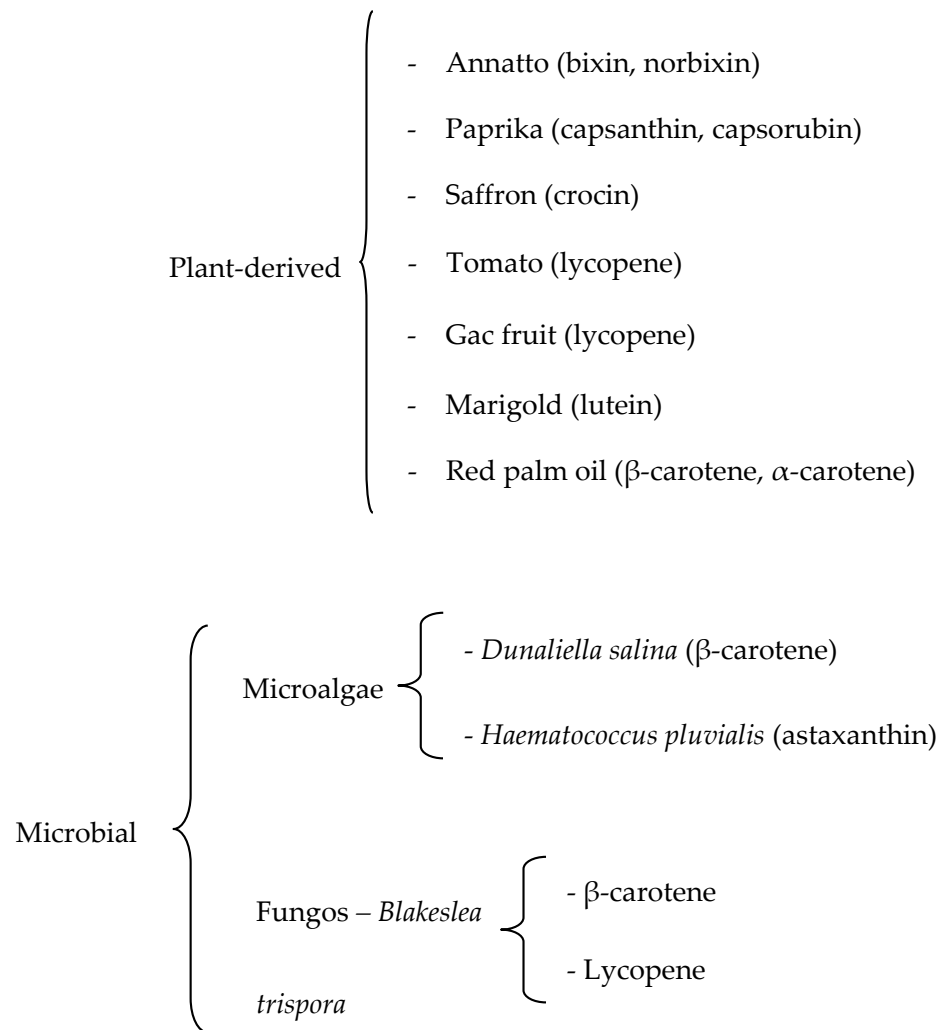 - Annatto (bixin, norbixin)
- Paprika (capsanthin, capsorubin)
- Saffron (crocin)
Plant-derived
- Tomato (lycopene)
- Gac fruit (lycopene)
- Marigold (lutein)
- Red palm oil (β-carotene, α-carotene)
Microbial
Microalgae
- Dunaliella salina (β-carotene)
- Haematococcus pluvialis (astaxanthin)
Fungos – Blakeslea
trispora
- β-carotene
- Lycopene